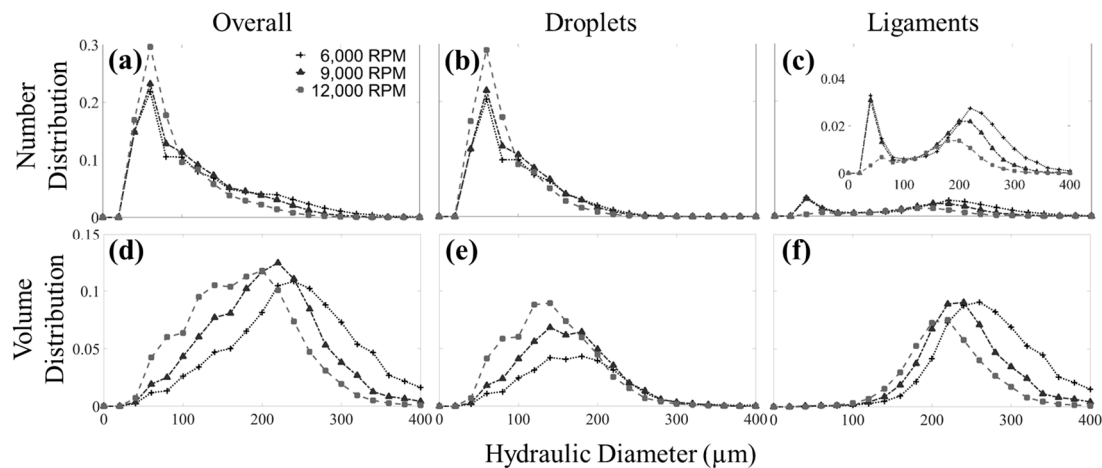 Overall
Droplets
Ligaments
Number
Distribution
(a)
6,000 RPM
9,000 RPM
12,000 RPM
0.3
0.2
0.1
0
(b)
(c)
0.04
0.02
0
0 100 200 300 400
Volume
Distribution
(d)
0.15
0.1
0.05
0
0 100 200 300 400
(e)
0 100 200 300 400
(f)
0 100 200 300 400
Hydraulic Diameter (µm)